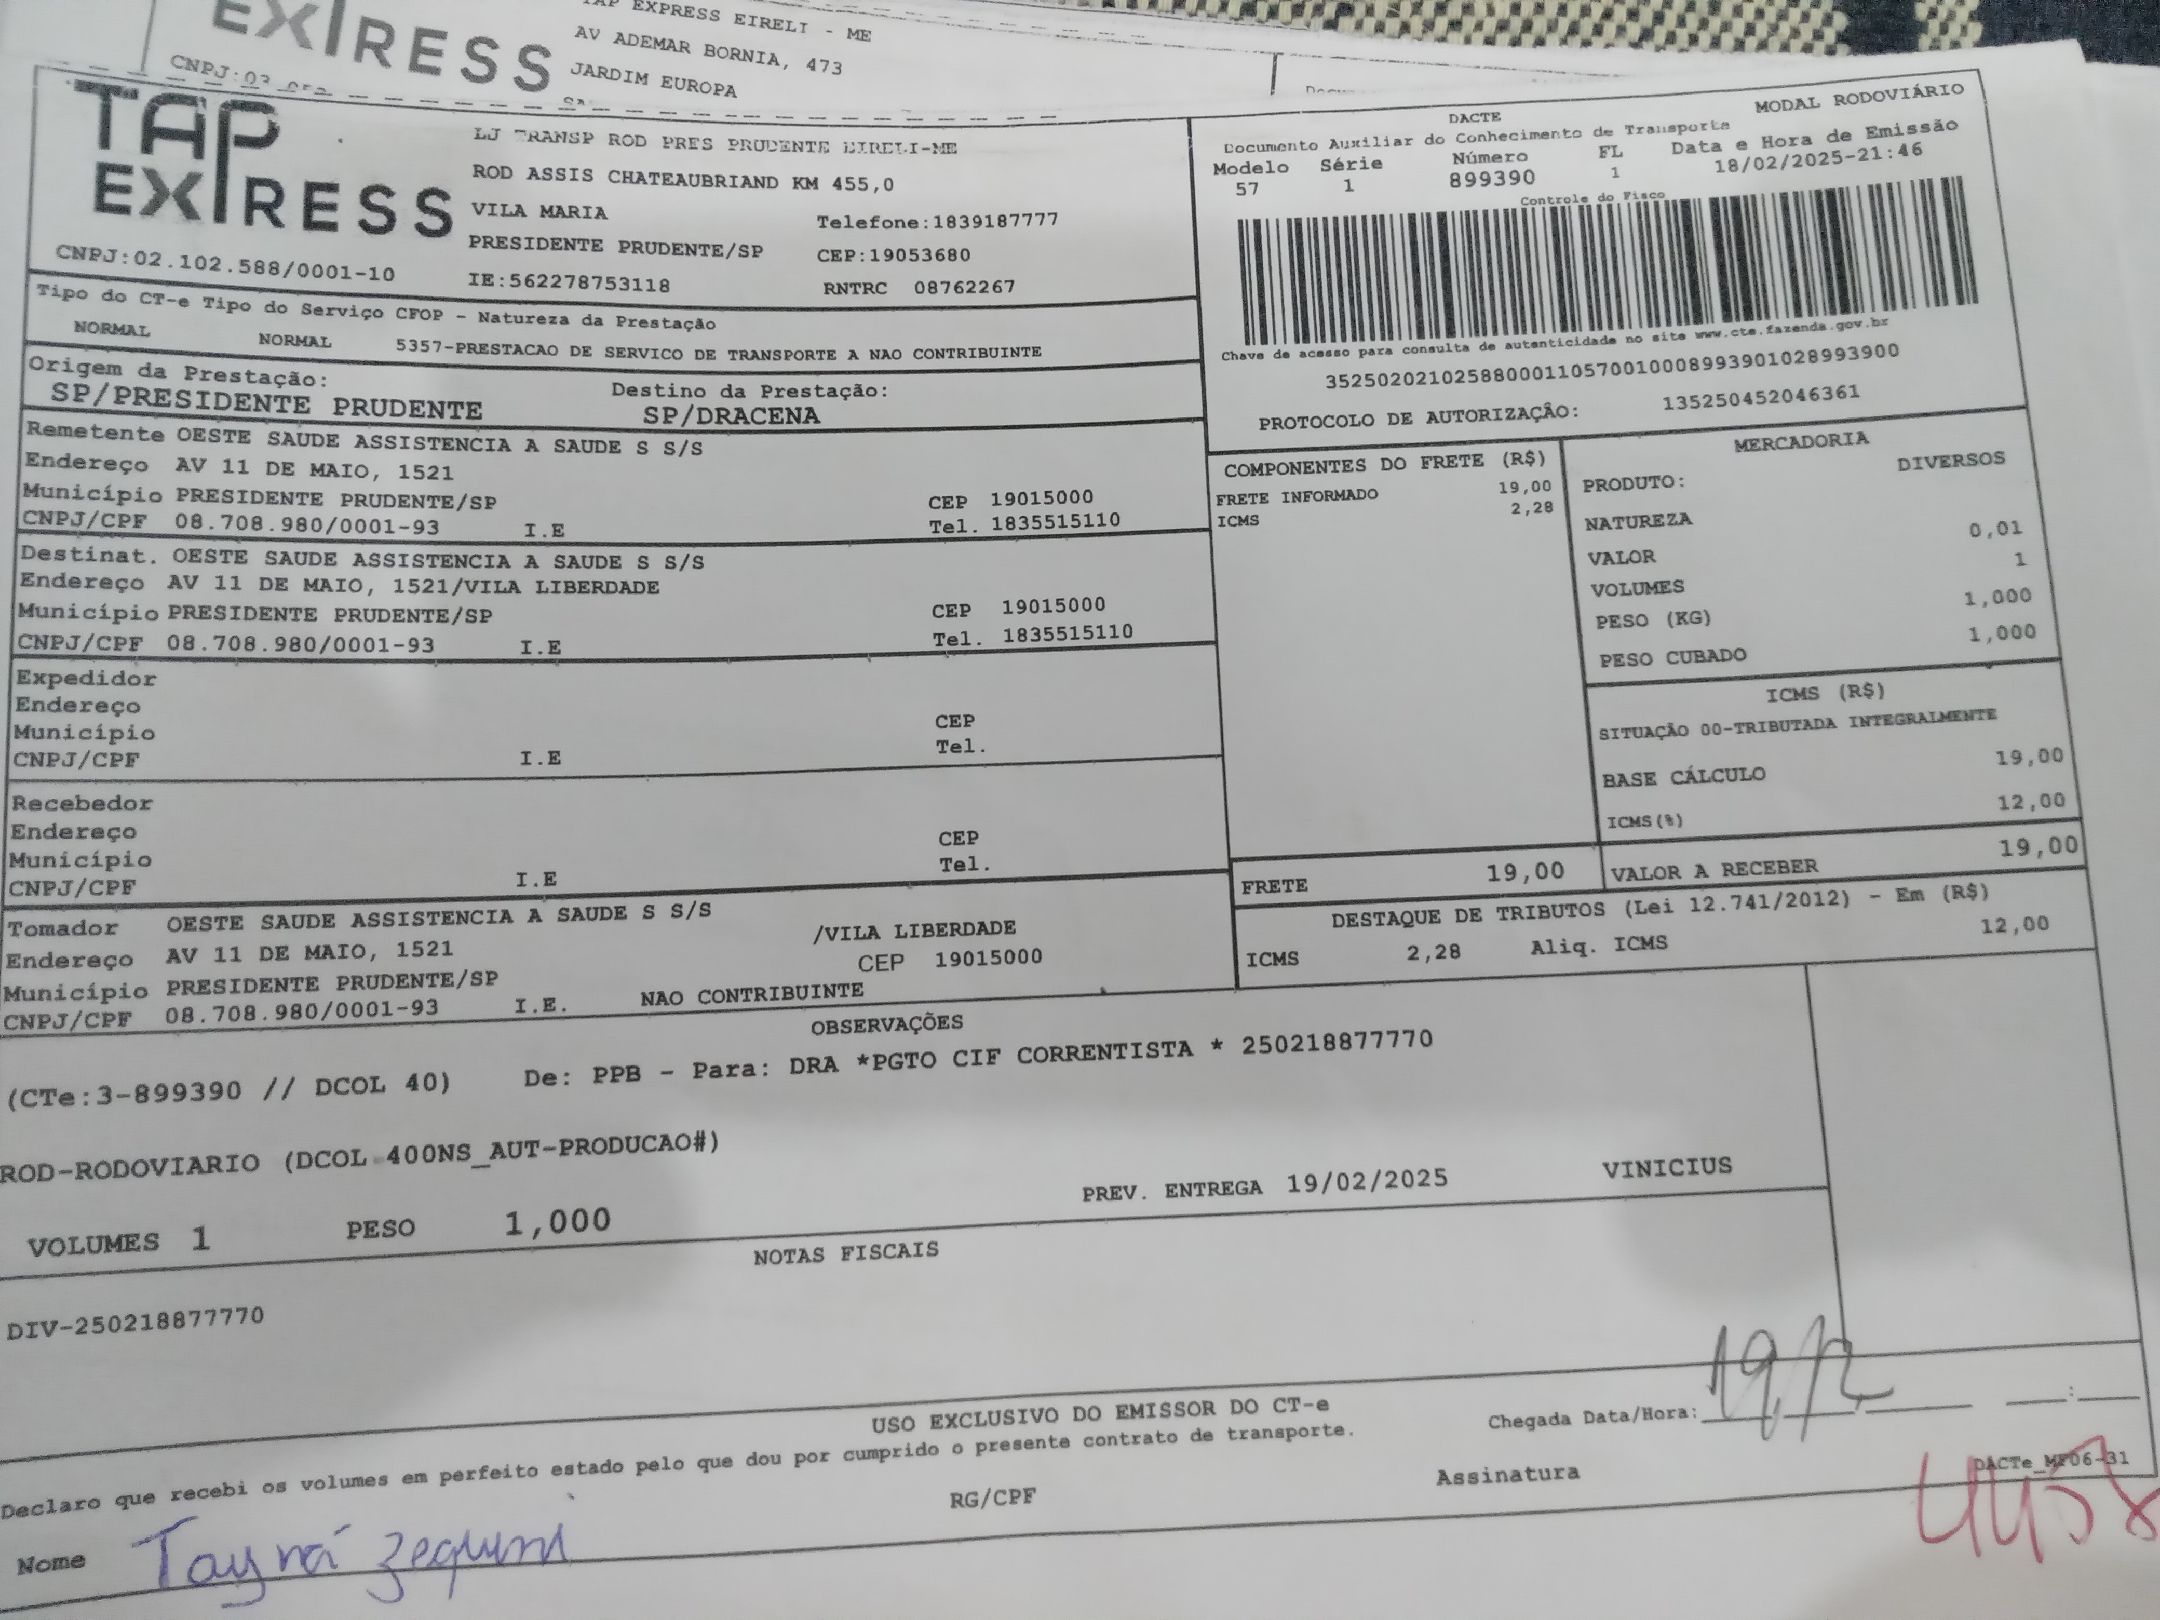 EXPRESS
TAP EXPRESS EIRELI - ME
AV ADEMAR BORNIA, 473
JARDIM EUROPA
TAP EXPRESS
CNPJ:02.102.588/0001-10
LJ TRANSP ROD PRES PRUDENTE EIRELI-ME
ROD ASSIS CHATEAUBRIAND KM 455,0
VILA MARIA Telefone:1839187777
PRESIDENTE PRUDENTE/SP CEP:19053680
IE:562278753118 RNTRC 08762267
DACTE MODAL RODOVIÁRIO
Documento Auxiliar do Conhecimento de Transporte
Modelo Série Número FL Data e Hora de Emissão
57 1 899390 1 18/02/2025-21:46
Controle do Fisco
Chave de acesso para consulta de autenticidade no site www.cte.fazenda.gov.br
35250202102588000110570010008993901028993900
PROTOCOLO DE AUTORIZAÇÃO: 135250452046361
Tipo do CT-e Tipo do Serviço CFOP - Natureza da Prestação
NORMAL NORMAL 5357-PRESTACAO DE SERVICO DE TRANSPORTE A NAO CONTRIBUINTE
Origem da Prestação: Destino da Prestação:
SP/PRESIDENTE PRUDENTE SP/DRACENA
Remetente OESTE SAUDE ASSISTENCIA A SAUDE S S/S
Endereço AV 11 DE MAIO, 1521
Município PRESIDENTE PRUDENTE/SP CEP 19015000
CNPJ/CPF 08.708.980/0001-93 I.E Tel. 1835515110
Destinat. OESTE SAUDE ASSISTENCIA A SAUDE S S/S
Endereço AV 11 DE MAIO, 1521/VILA LIBERDADE
Município PRESIDENTE PRUDENTE/SP CEP 19015000
CNPJ/CPF 08.708.980/0001-93 I.E Tel. 1835515110
Expedidor
Endereço
Município CEP
CNPJ/CPF I.E Tel.
Recebedor
Endereço
Município CEP
CNPJ/CPF I.E Tel.
Tomador OESTE SAUDE ASSISTENCIA A SAUDE S S/S
Endereço AV 11 DE MAIO, 1521 /VILA LIBERDADE
Município PRESIDENTE PRUDENTE/SP CEP 19015000
CNPJ/CPF 08.708.980/0001-93 I.E. NAO CONTRIBUINTE
COMPONENTES DO FRETE (R$)
FRETE INFORMADO 19,00
ICMS 2,28
MERCADORIA
PRODUTO: DIVERSOS
NATUREZA
VALOR 0,01
VOLUMES 1
PESO (KG) 1,000
PESO CUBADO 1,000
ICMS (R$)
SITUAÇÃO 00-TRIBUTADA INTEGRALMENTE
BASE CÁLCULO 19,00
ICMS(%) 12,00
FRETE 19,00 VALOR A RECEBER 19,00
DESTAQUE DE TRIBUTOS (Lei 12.741/2012) - Em (R$)
ICMS 2,28 Aliq. ICMS 12,00
OBSERVAÇÕES
(CTe:3-899390 // DCOL 40) De: PPB - Para: DRA *PGTO CIF CORRENTISTA * 250218877770
ROD-RODOVIARIO (DCOL 400NS_AUT-PRODUCAO#)
VOLUMES 1 PESO 1,000 PREV. ENTREGA 19/02/2025 VINICIUS
NOTAS FISCAIS
DIV-250218877770
USO EXCLUSIVO DO EMISSOR DO CT-e
Declaro que recebi os volumes em perfeito estado pelo que dou por cumprido o presente contrato de transporte.
Chegada Data/Hora: 19/2
Nome RG/CPF Assinatura DACTe_MF06-31
Tayná